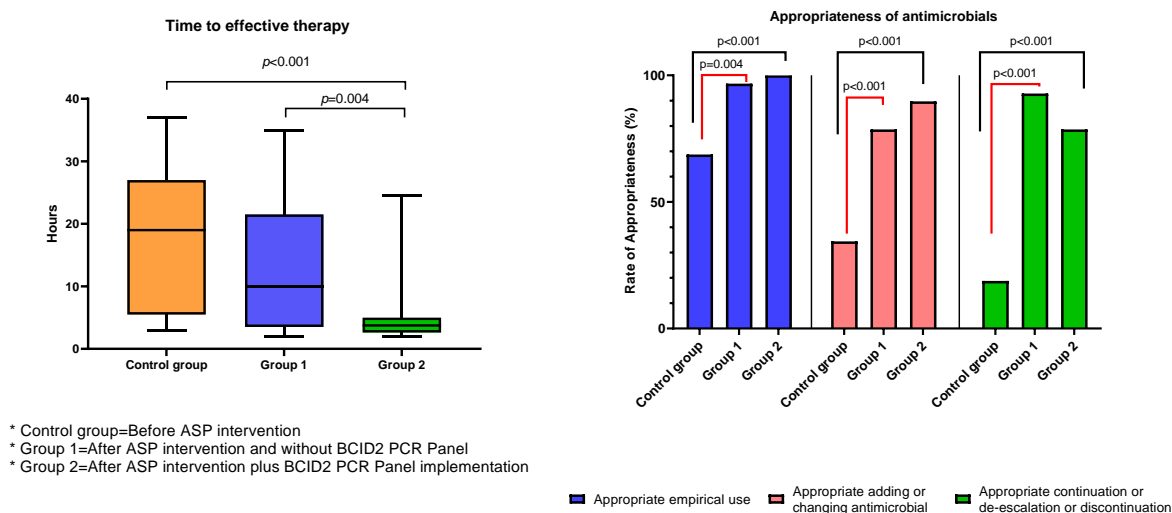 Time to effective therapy
p<0.001
p=0.004
40
30
20
10
0
Hours
Control group
Group 1
Group 2
* Control group=Before ASP intervention
* Group 1=After ASP intervention and without BCID2 PCR Panel
* Group 2=After ASP intervention plus BCID2 PCR Panel implementation
Appropriateness of antimicrobials
p<0.001
p<0.001
p<0.001
p=0.004
p<0.001
p<0.001
100
50
0
Rate of Appropriateness (%)
Control group
Group 1
Group 2
Control group
Group 1
Group 2
Control group
Group 1
Group 2
Appropriate empirical use
Appropriate adding or
changing antimicrobial
Appropriate continuation or
de-escalation or discontinuation